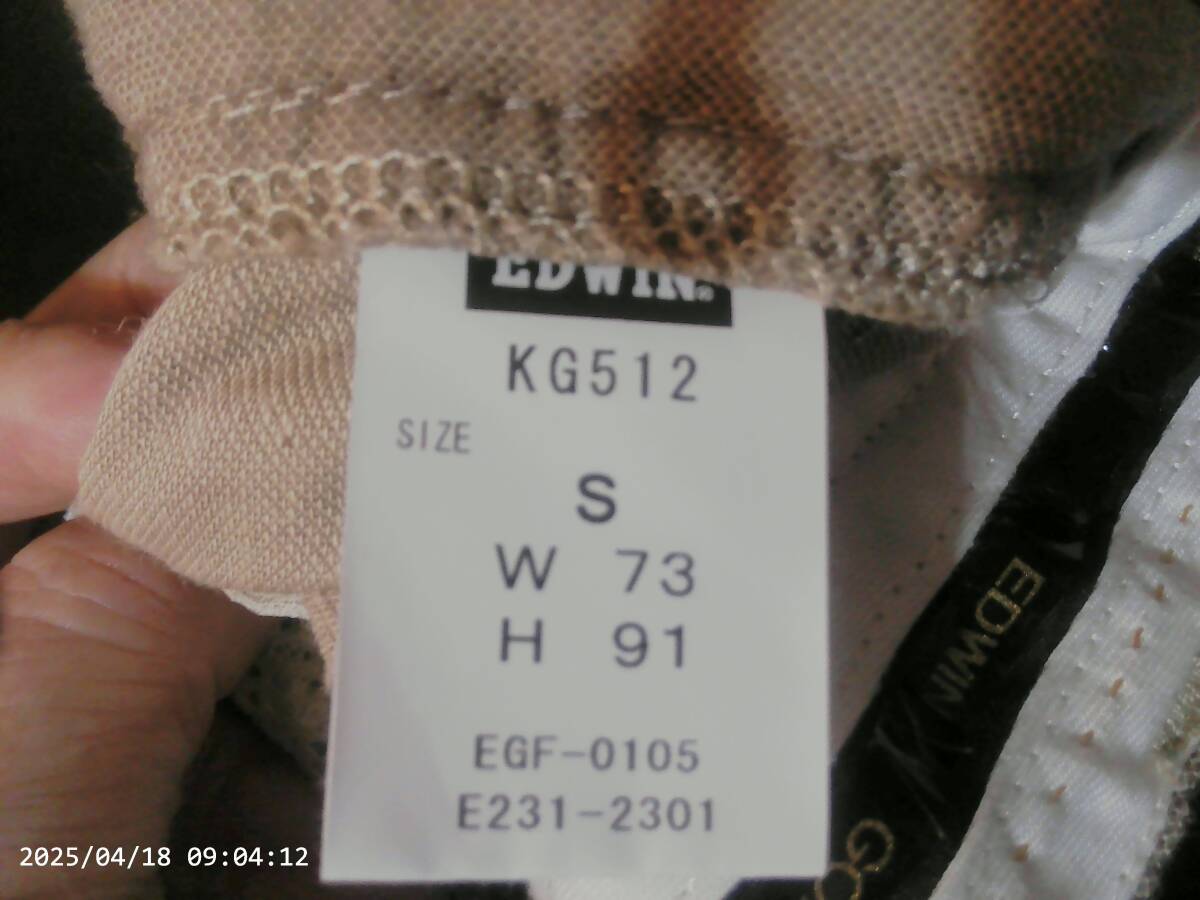 EDWIN
KG512
SIZE
S
W 73
H 91
EGF-0105
E231-2301
EDWIN
2025/04/18 09:04:12